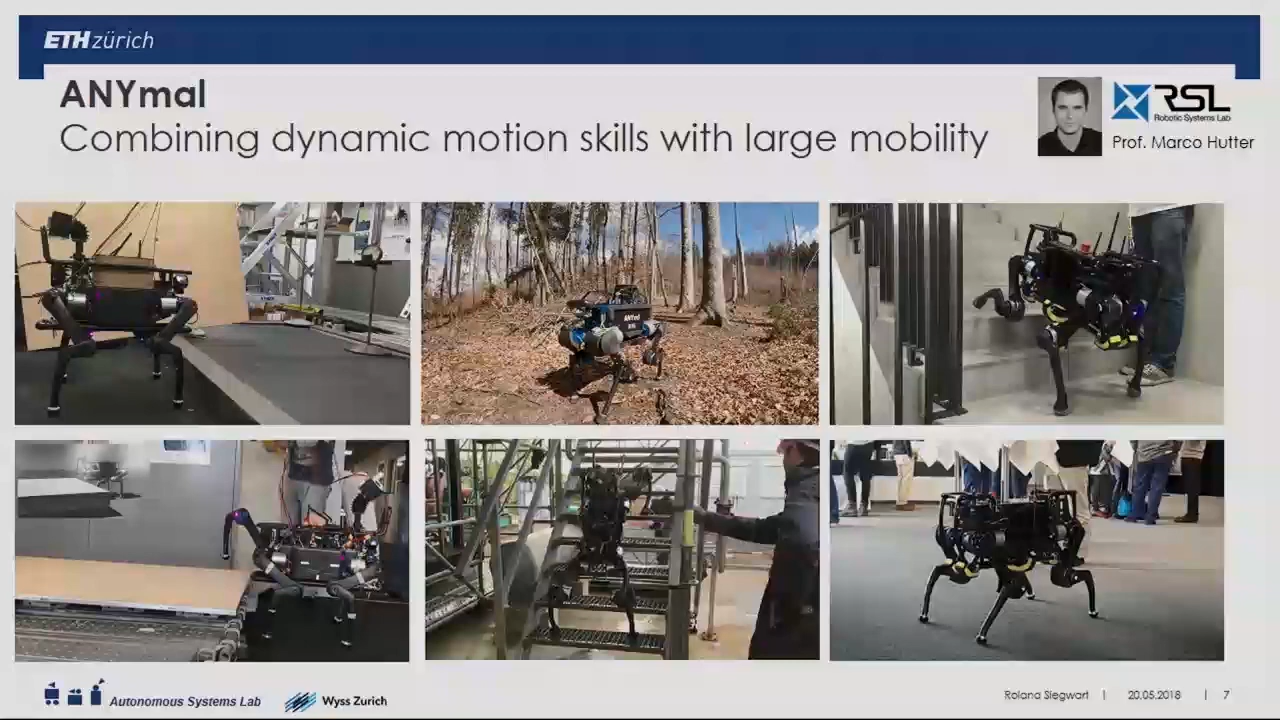 ETH zürich
ANYmal
Combining dynamic motion skills with large mobility
RSL
Robotic Systems Lab
Prof. Marco Hutter
ANYmal
Autonomous Systems Lab
Wyss Zurich
Roland Siegwart | 20.05.2018 | 7